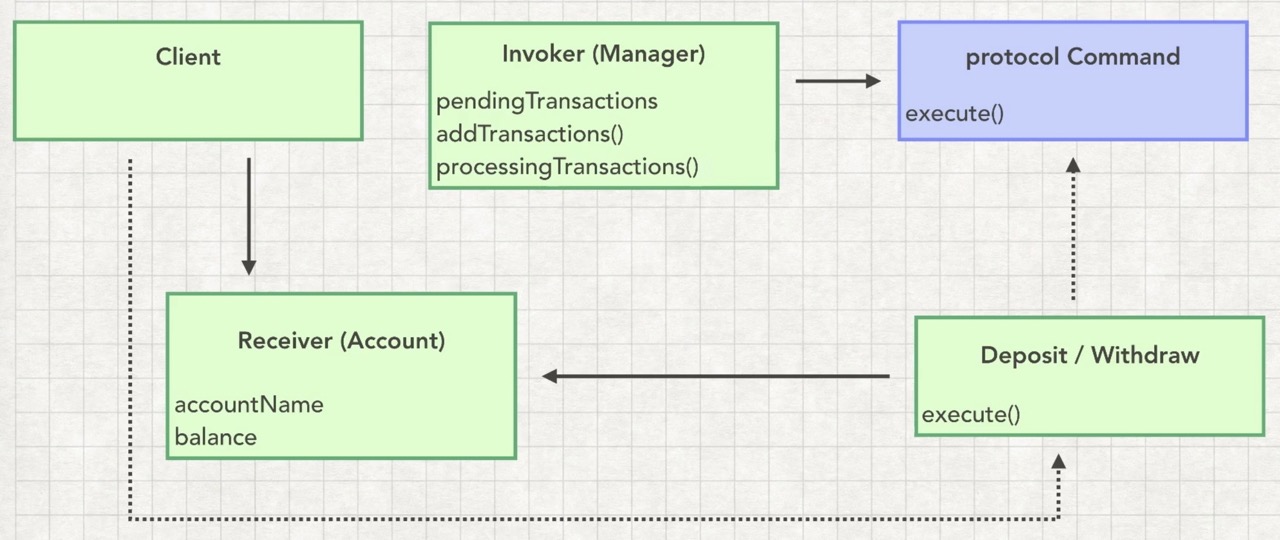 Client
Invoker (Manager)
pendingTransactions
addTransactions()
processingTransactions()
protocol Command
execute()
Receiver (Account)
accountName
balance
Deposit / Withdraw
execute()